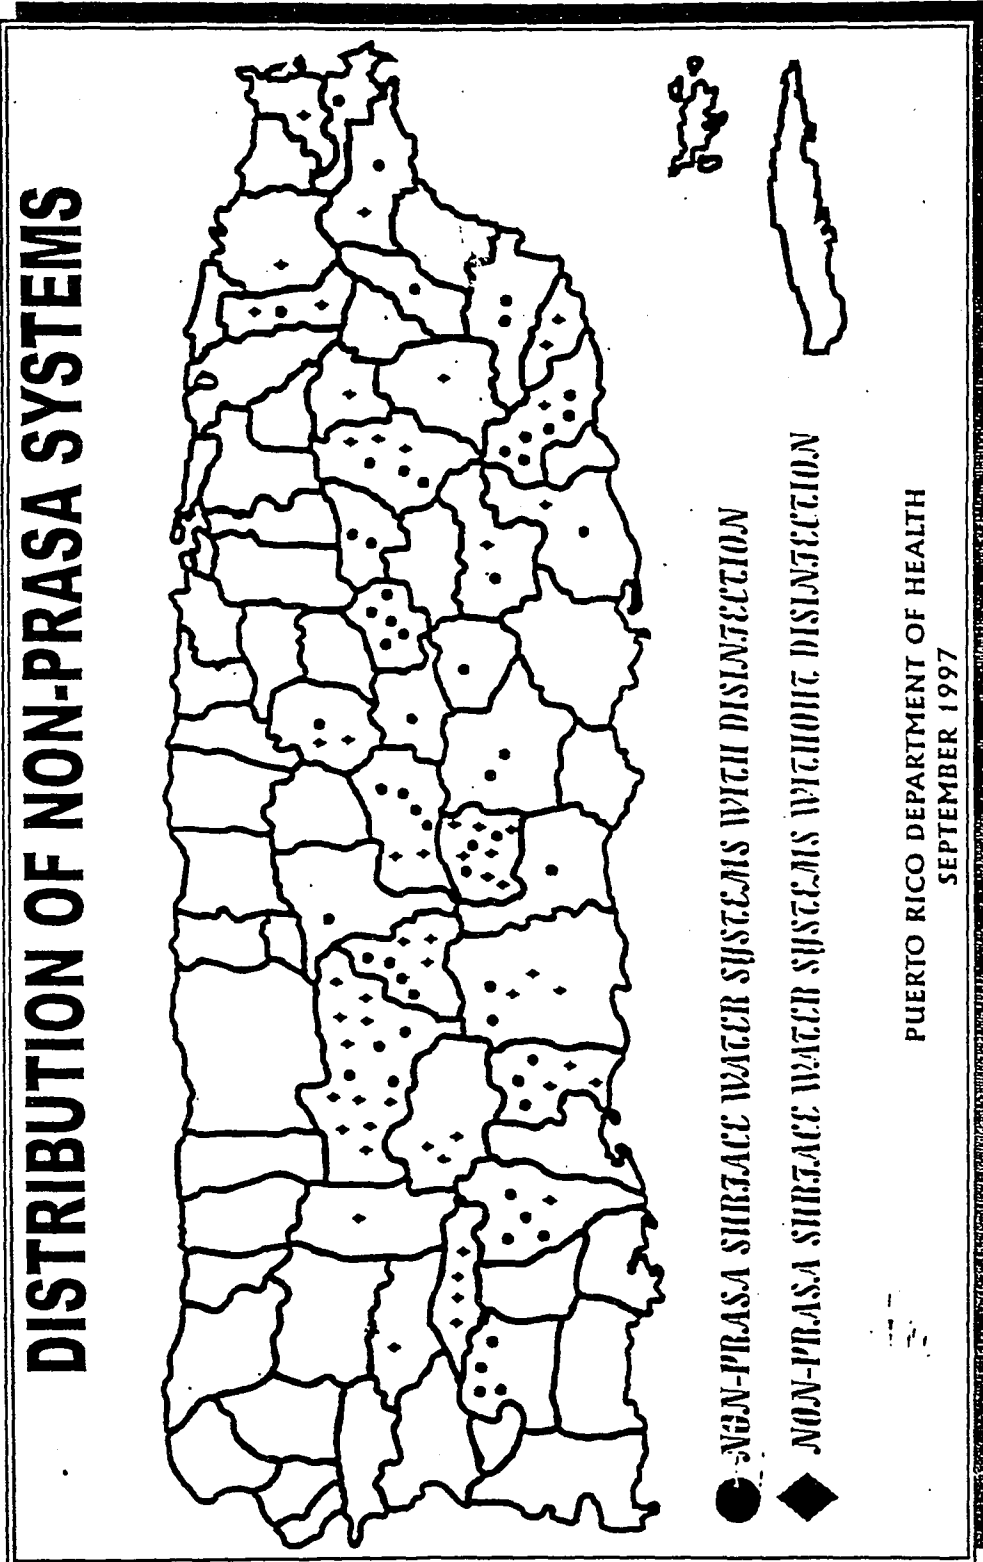 DISTRIBUTION OF NON-PRASA SYSTEMS
NON-PRASA SURFACE WATER SYSTEMS WITH DISINFECTION
NON-PRASA SURFACE WATER SYSTEMS WITHOUT DISINFECTION
PUERTO RICO DEPARTMENT OF HEALTH
SEPTEMBER 1997